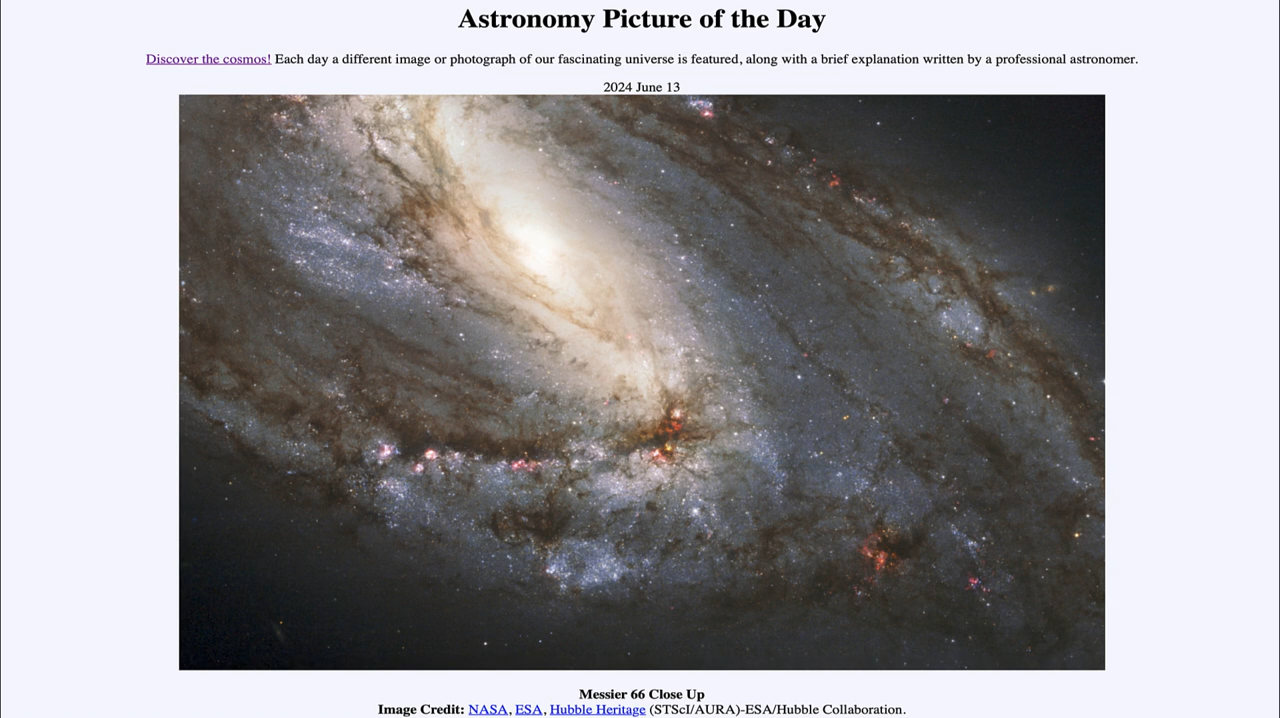 Astronomy Picture of the Day
Discover the cosmos! Each day a different image or photograph of our fascinating universe is featured, along with a brief explanation written by a professional astronomer.
2024 June 13
Messier 66 Close Up
Image Credit: NASA, ESA, Hubble Heritage (STScI/AURA)-ESA/Hubble Collaboration.